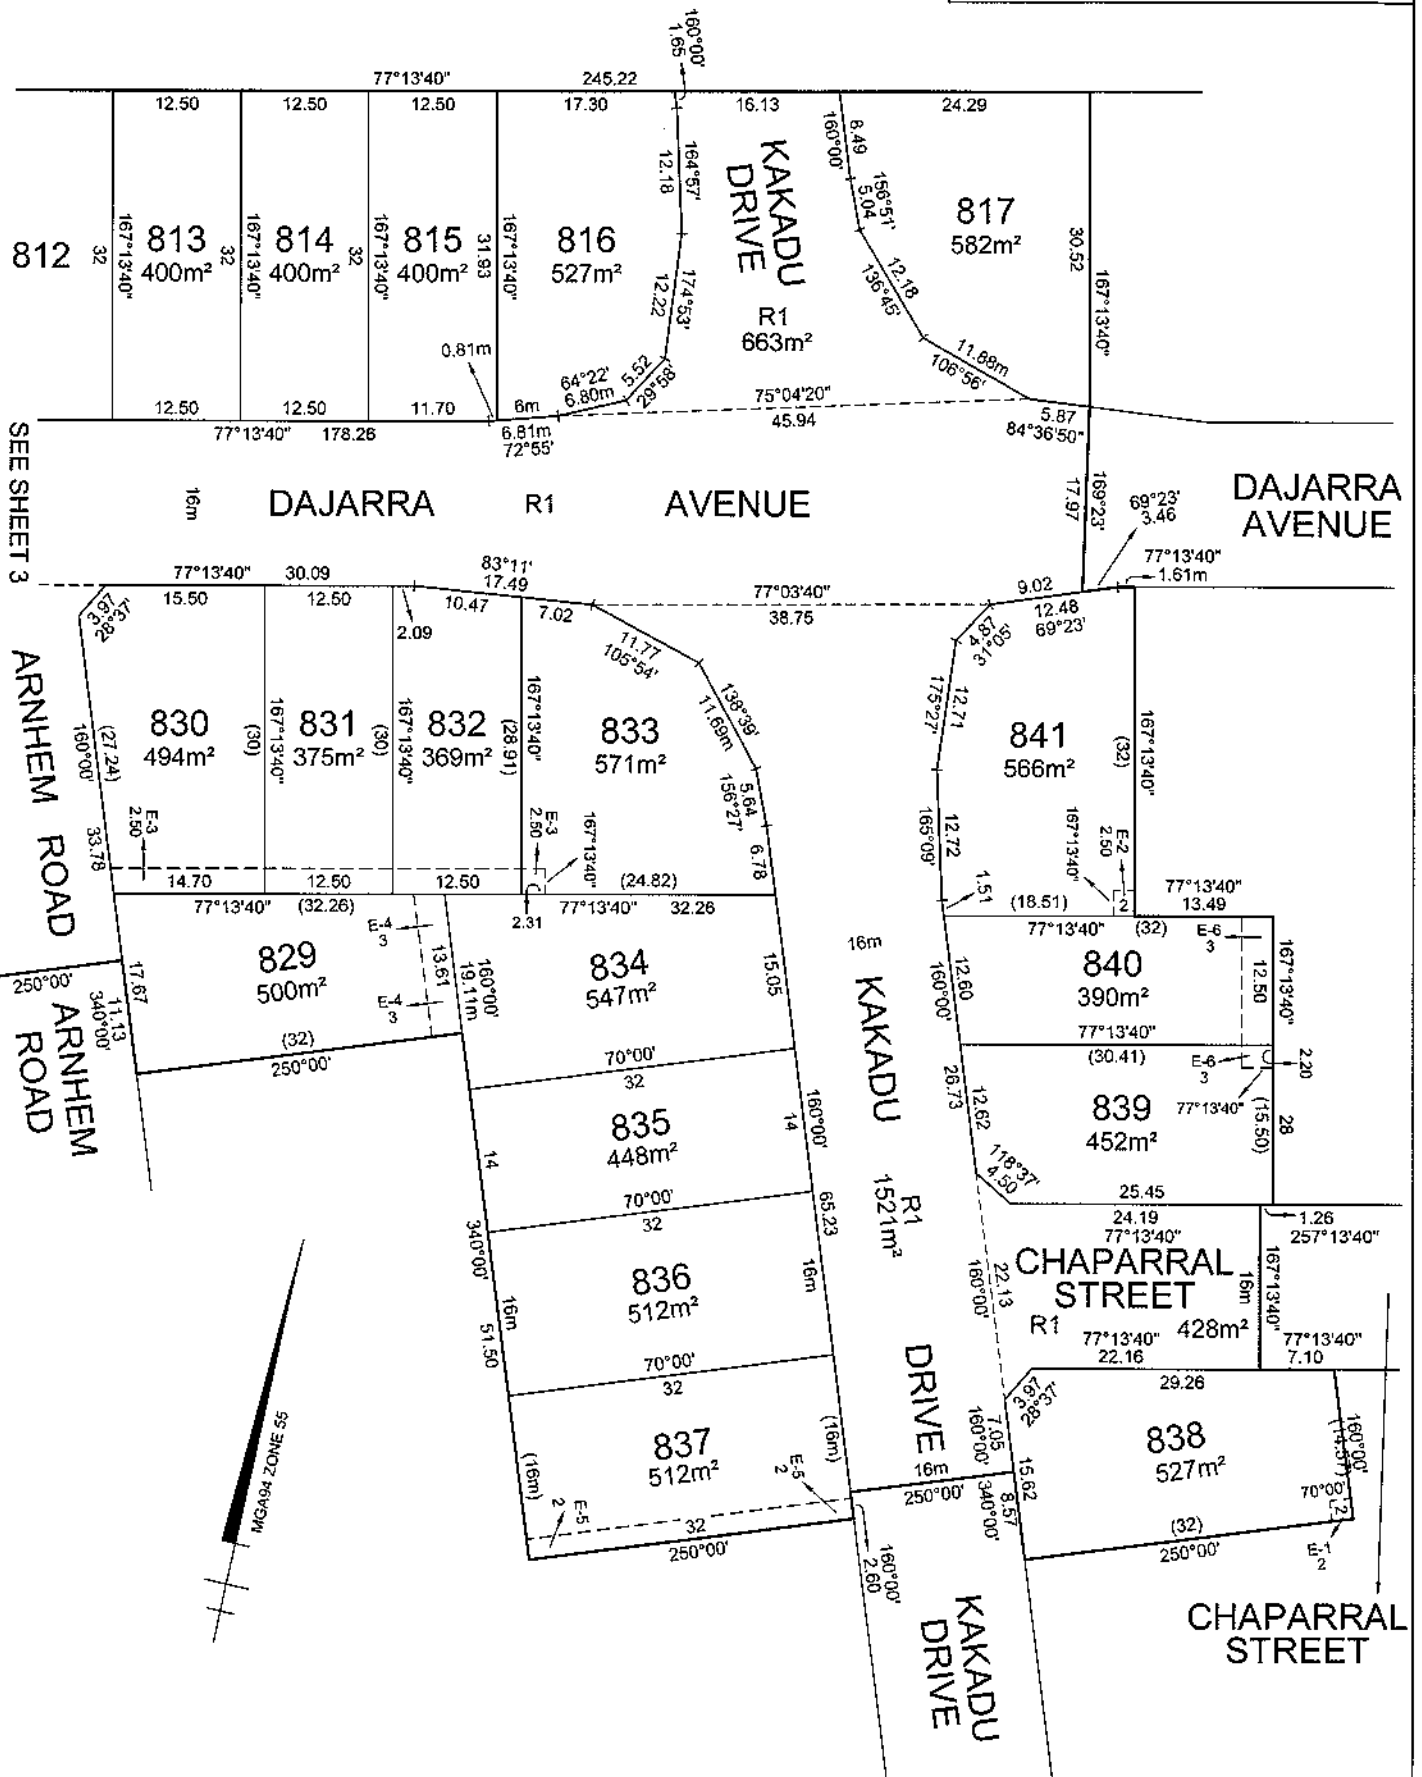 160°00'
1.65
77°13'40"
245.22
12.50
12.50
12.50
17.30
16.13
24.29
812
32
167°13'40"
813
400m²
32
167°13'40"
814
400m²
32
167°13'40"
815
400m²
31.93
167°13'40"
816
527m²
164°57'
12.18
174°53'
12.22
KAKADU
DRIVE
R1
663m²
8.49
160°00'
156°51'
5.04
12.18
136°45'
817
582m²
30.52
167°13'40"
11.88m
106°56'
0.81m
64°22'
6.80m
5.52
29°58'
12.50
12.50
11.70
6m
75°04'20"
45.94
5.87
84°36'50"
77°13'40"
178.26
6.81m
72°55'
SEE SHEET 3
16m
DAJARRA
R1
AVENUE
169°23'
17.97
69°23'
3.46
DAJARRA
AVENUE
77°13'40"
1.61m
77°13'40"
30.09
83°11'
17.49
77°03'40"
38.75
9.02
12.48
69°23'
15.50
12.50
2.09
10.47
7.02
3.97
28°37'
11.77
105°54'
4.87
31°05'
ARNHEM ROAD
(27.24)
160°00'
33.78
830
494m²
(30)
167°13'40"
831
375m²
(30)
167°13'40"
832
369m²
(28.91)
167°13'40"
833
571m²
138°39'
11.69m
5.64
156°27'
6.78
175°27'
12.71
841
566m²
(32)
167°13'40"
165°09'
12.72
1.51
E-3
2.50
E-3
2.50
167°13'40"
E-2
2.50
167°13'40"
2
14.70
12.50
12.50
(24.82)
77°13'40"
(32.26)
2.31
77°13'40"
32.26
(18.51)
77°13'40"
(32)
77°13'40"
13.49
829
500m²
E-4
3
E-4
3
13.61
160°00'
19.11m
834
547m²
15.05
16m
KAKADU
DRIVE
12.60
160°00'
840
390m²
E-6
3
12.50
167°13'40"
250°00'
17.67
11.13
340°00'
ARNHEM
ROAD
(32)
250°00'
70°00'
32
77°13'40"
(30.41)
E-6
3
2.20
77°13'40"
26.73
12.62
839
452m²
(15.50)
28
118°37'
4.50
835
448m²
14
160°00'
14
70°00'
32
65.23
340°00'
51.50
R1
1521m²
25.45
24.19
77°13'40"
1.26
257°13'40"
836
512m²
16m
16m
22.13
160°00'
CHAPARRAL
STREET
R1
428m²
16m
167°13'40"
77°13'40"
22.16
77°13'40"
7.10
70°00'
32
29.26
3.97
28°37'
837
512m²
(16m)
(16m)
E-5
2
E-5
2
7.05
160°00'
15.62
838
527m²
160°00'
(14.57)
70°00'
2
16m
250°00'
8.57
340°00'
32
250°00'
160°00'
2.60
(32)
250°00'
E-1
2
MGA94 ZONE 55
KAKADU
DRIVE
CHAPARRAL
STREET